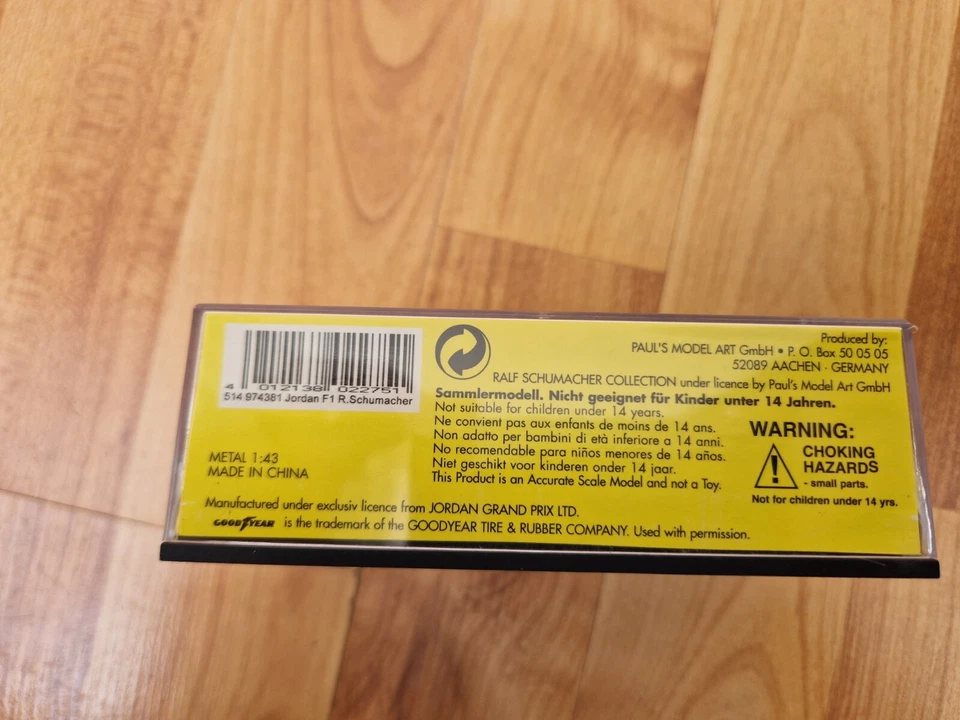 4 012138 022751
514 974381 Jordan F1 R.Schumacher
METAL 1:43
MADE IN CHINA
Produced by:
PAUL'S MODEL ART GmbH • P. O. Box 50 05 05
52089 AACHEN · GERMANY
RALF SCHUMACHER COLLECTION under licence by Paul's Model Art GmbH
Sammlermodell. Nicht geeignet für Kinder unter 14 Jahren.
Not suitable for children under 14 years.
Ne convient pas aux enfants de moins de 14 ans.
Non adatto per bambini di età inferiore a 14 anni.
No recomendable para niños menores de 14 años.
Niet geschikt voor kinderen onder 14 jaar.
This Product is an Accurate Scale Model and not a Toy.
WARNING:
CHOKING
HAZARDS
- small parts.
Not for children under 14 yrs.
Manufactured under exclusiv licence from JORDAN GRAND PRIX LTD.
GOODYEAR is the trademark of the GOODYEAR TIRE & RUBBER COMPANY. Used with permission.